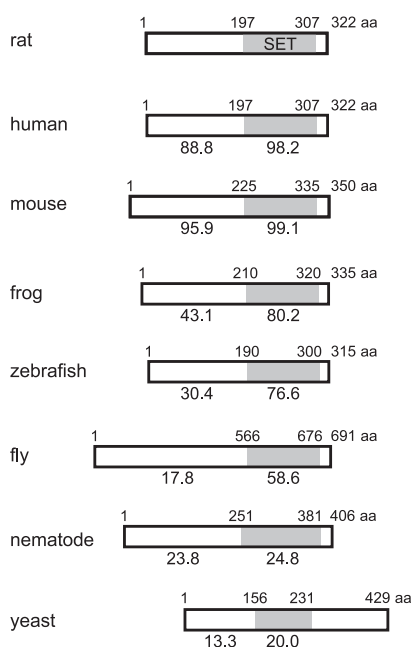 1 197 307 322 aa
rat SET
1 197 307 322 aa
human
88.8 98.2
1 225 335 350 aa
mouse
95.9 99.1
1 210 320 335 aa
frog
43.1 80.2
1 190 300 315 aa
zebrafish
30.4 76.6
1 566 676 691 aa
fly
17.8 58.6
1 251 381 406 aa
nematode
23.8 24.8
1 156 231 429 aa
yeast
13.3 20.0